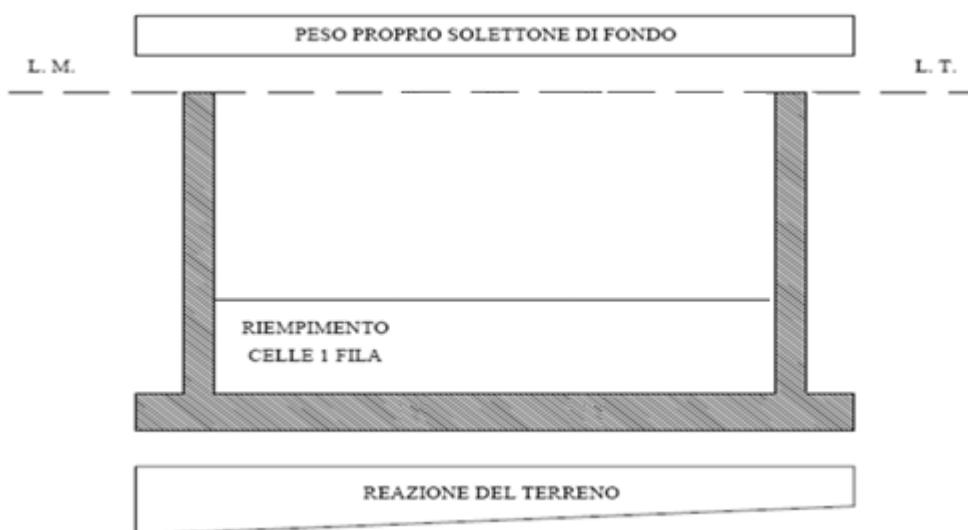 PESO PROPRIO SOLETTONE DI FONDO
L. M.
L. T.
RIEMPIMENTO
CELLE 1 FILA
REAZIONE DEL TERRENO